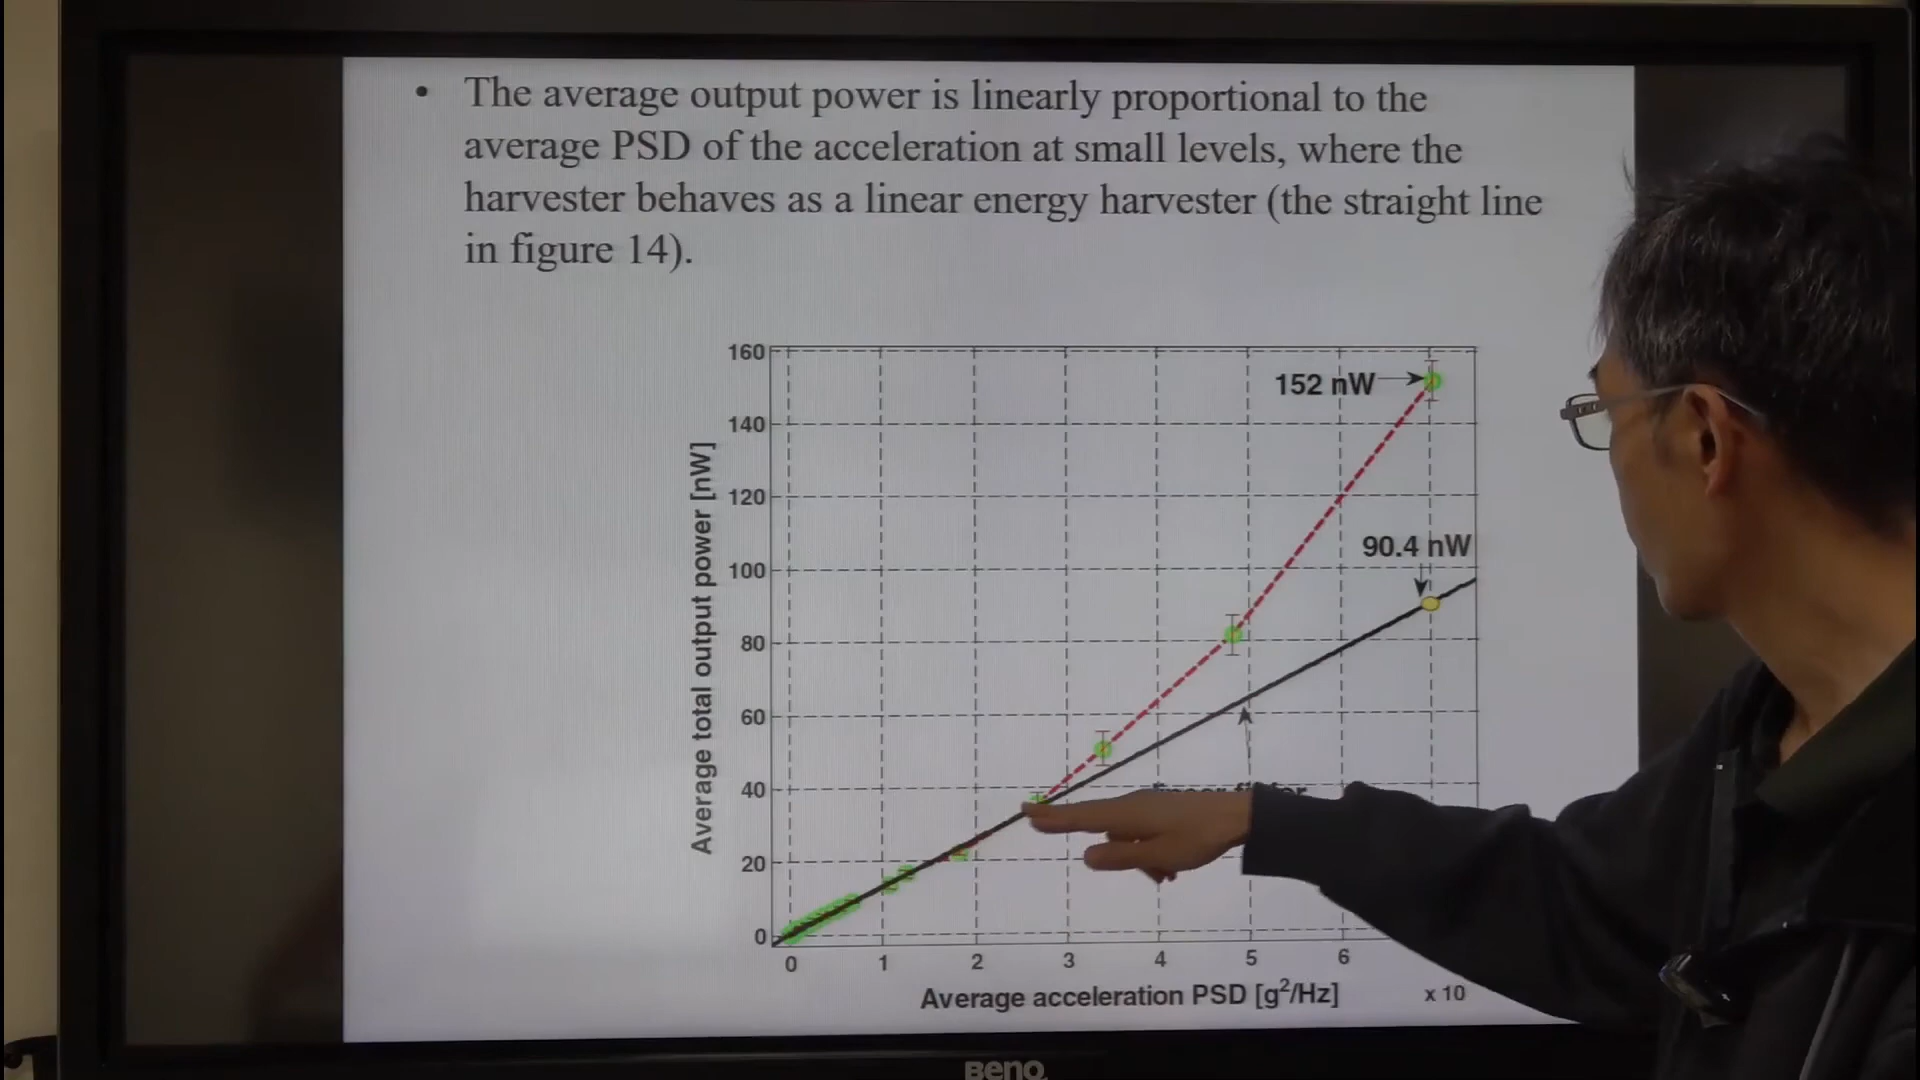 • The average output power is linearly proportional to the
average PSD of the acceleration at small levels, where the
harvester behaves as a linear energy harvester (the straight line
in figure 14).
160
152 nW
140
120
90.4 nW
100
80
60
40
20
0
Average total output power [nW]
0 1 2 3 4 5 6
Average acceleration PSD [g²/Hz]
x 10
BenQ